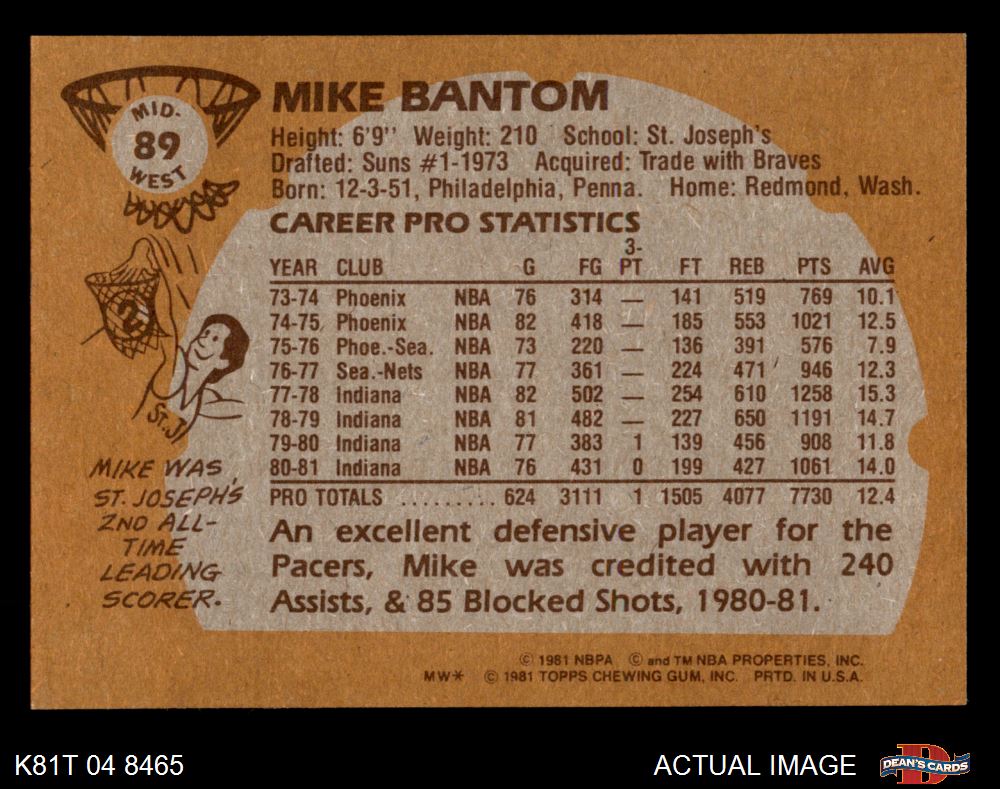 MID-
89
WEST
MIKE BANTOM
Height: 6'9'' Weight: 210 School: St. Joseph's
Drafted: Suns #1-1973 Acquired: Trade with Braves
Born: 12-3-51, Philadelphia, Penna. Home: Redmond, Wash.
CAREER PRO STATISTICS
YEAR CLUB G FG 3-PT FT REB PTS AVG
73-74 Phoenix NBA 76 314 — 141 519 769 10.1
74-75 Phoenix NBA 82 418 — 185 553 1021 12.5
75-76 Phoe.-Sea. NBA 73 220 — 136 391 576 7.9
76-77 Sea.-Nets NBA 77 361 — 224 471 946 12.3
77-78 Indiana NBA 82 502 — 254 610 1258 15.3
78-79 Indiana NBA 81 482 — 227 650 1191 14.7
79-80 Indiana NBA 77 383 1 139 456 908 11.8
80-81 Indiana NBA 76 431 0 199 427 1061 14.0
PRO TOTALS .......... 624 3111 1 1505 4077 7730 12.4
2
St. J
MIKE WAS
ST. JOSEPH'S
2ND ALL-
TIME
LEADING
SCORER.
An excellent defensive player for the
Pacers, Mike was credited with 240
Assists, & 85 Blocked Shots, 1980-81.
© 1981 NBPA © and TM NBA PROPERTIES, INC.
MW* © 1981 TOPPS CHEWING GUM, INC. PRTD. IN U.S.A.
K81T 04 8465
ACTUAL IMAGE
D
DEAN'S CARDS